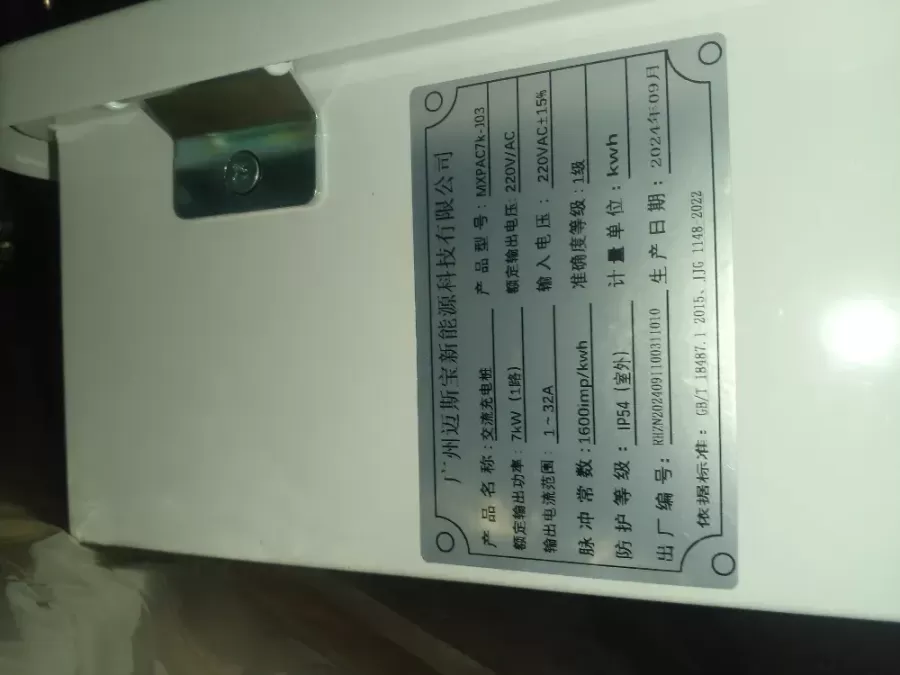 广州迈斯宝新能源科技有限公司
产品名称：交流充电桩 产品型号：MXPAC7k-J03
额定输出功率：7kW（1路） 额定输出电压：220V/AC
输出电流范围：1～32A 输入电压：220VAC±15%
脉冲常数：1600imp/kwh 准确度等级：1级
防护等级：IP54（室外） 计量单位：kwh
出厂编号：RHZN2024091100311010 生产日期：2024年09月
依据标准：GB/T 18487.1 2015、JJG 1148-2022